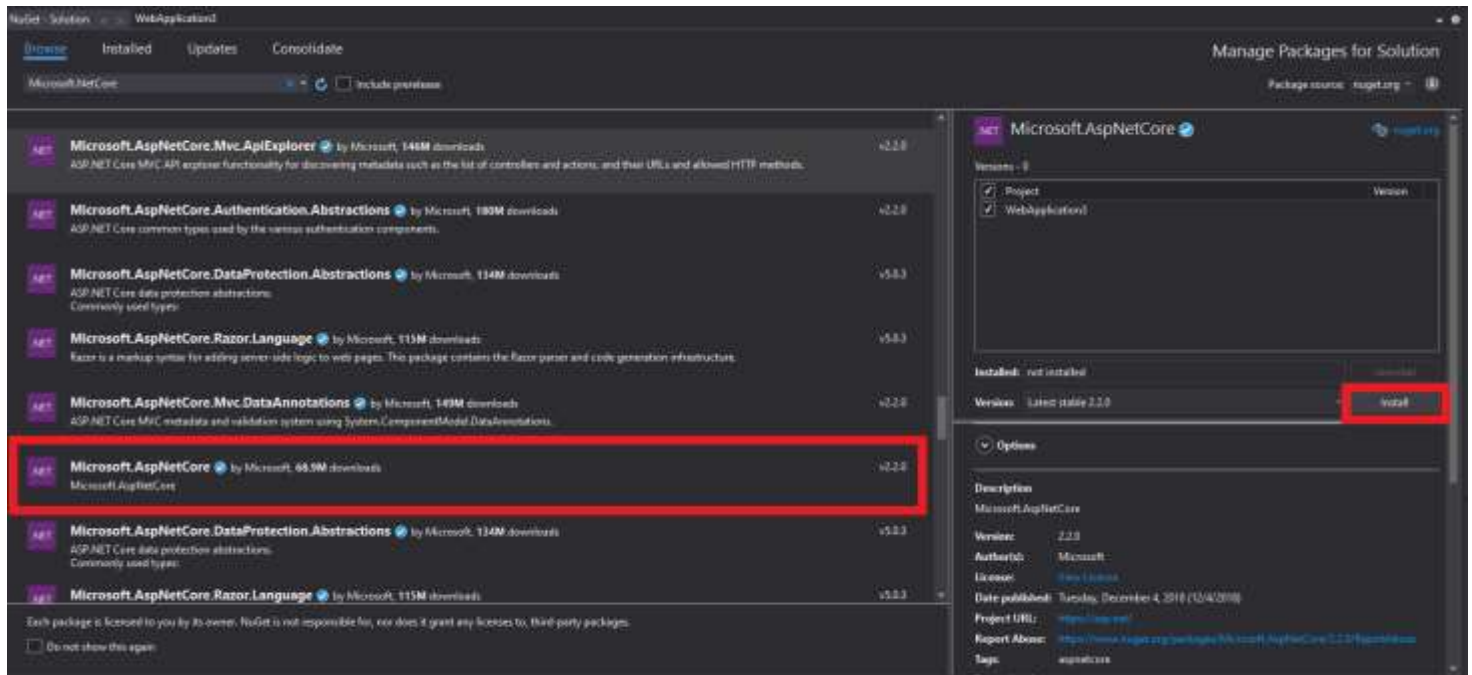 NuGet - Solution WebApplication3
Browse Installed Updates Consolidate
Manage Packages for Solution
Microsoft.NetCore
Include prerelease
Package source: nuget.org
Microsoft.AspNetCore.Mvc.ApiExplorer by Microsoft, 146M downloads v2.2.0
ASP.NET Core MVC API explorer functionality for discovering metadata such as the list of controllers and actions, and their URLs and allowed HTTP methods.
Microsoft.AspNetCore.Authentication.Abstractions by Microsoft, 180M downloads v2.2.0
ASP.NET Core common types used by the various authentication components.
Microsoft.AspNetCore.DataProtection.Abstractions by Microsoft, 134M downloads v5.0.3
ASP.NET Core data protection abstractions.
Commonly used types:
Microsoft.AspNetCore.Razor.Language by Microsoft, 115M downloads v5.0.3
Razor is a markup syntax for adding server-side logic to web pages. This package contains the Razor parser and code generation infrastructure.
Microsoft.AspNetCore.Mvc.DataAnnotations by Microsoft, 149M downloads v2.2.0
ASP.NET Core MVC metadata and validation system using System.ComponentModel.DataAnnotations.
Microsoft.AspNetCore by Microsoft, 68.9M downloads v2.2.0
Microsoft.AspNetCore
Microsoft.AspNetCore.DataProtection.Abstractions by Microsoft, 134M downloads v5.0.3
ASP.NET Core data protection abstractions.
Commonly used types:
Microsoft.AspNetCore.Razor.Language by Microsoft, 115M downloads v5.0.3
Each package is licensed to you by its owner. NuGet is not responsible for, nor does it grant any licenses to, third-party packages.
Do not show this again
.NET Microsoft.AspNetCore nuget.org
Versions - 0
Project Version
WebApplication3
Installed: not installed Uninstall
Version: Latest stable 2.2.0 Install
Options
Description
Microsoft.AspNetCore
Version: 2.2.0
Author(s): Microsoft
License: View License
Date published: Tuesday, December 4, 2018 (12/4/2018)
Project URL: https://asp.net/
Report Abuse: https://www.nuget.org/packages/Microsoft.AspNetCore/2.2.0/ReportAbuse
Tags: aspnetcore